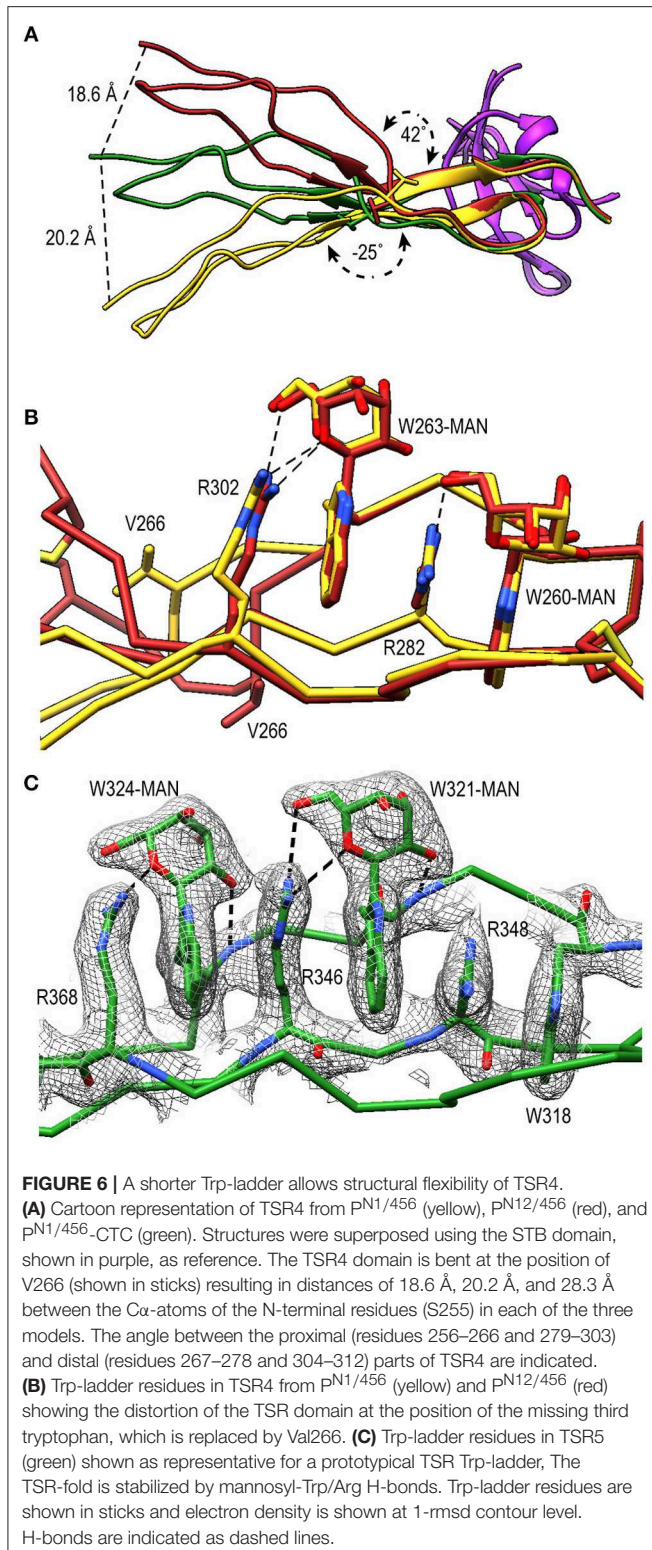 A
18.6 Å
42°
20.2 Å
-25°
B
W263-MAN
R302
V266
W260-MAN
R282
V266
C
W324-MAN
W321-MAN
R348
R346
R368
W318
FIGURE 6 | A shorter Trp-ladder allows structural flexibility of TSR4.
(A) Cartoon representation of TSR4 from P^N1/456 (yellow), P^N12/456 (red), and
P^N1/456-CTC (green). Structures were superposed using the STB domain,
shown in purple, as reference. The TSR4 domain is bent at the position of
V266 (shown in sticks) resulting in distances of 18.6 Å, 20.2 Å, and 28.3 Å
between the Cα-atoms of the N-terminal residues (S255) in each of the three
models. The angle between the proximal (residues 256–266 and 279–303)
and distal (residues 267–278 and 304–312) parts of TSR4 are indicated.
(B) Trp-ladder residues in TSR4 from P^N1/456 (yellow) and P^N12/456 (red)
showing the distortion of the TSR domain at the position of the missing third
tryptophan, which is replaced by Val266. (C) Trp-ladder residues in TSR5
(green) shown as representative for a prototypical TSR Trp-ladder, The
TSR-fold is stabilized by mannosyl-Trp/Arg H-bonds. Trp-ladder residues are
shown in sticks and electron density is shown at 1-rmsd contour level.
H-bonds are indicated as dashed lines.